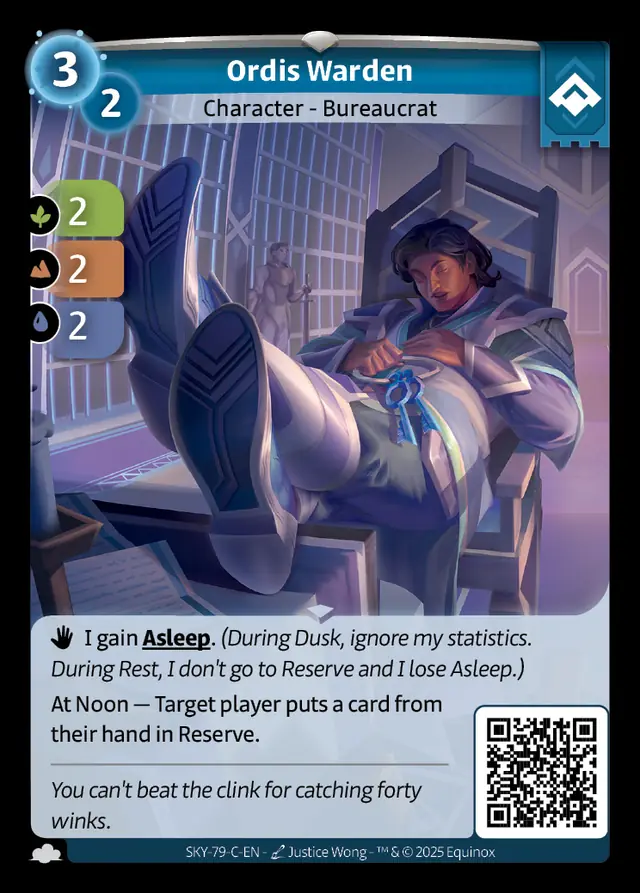 3
Ordis Warden
2
Character - Bureaucrat
2
2
2
I gain Asleep. (During Dusk, ignore my statistics.
During Rest, I don't go to Reserve and I lose Asleep.)
At Noon — Target player puts a card from
their hand in Reserve.
You can't beat the clink for catching forty
winks.
SKY-79-C-EN - Justice Wong - ™ & © 2025 Equinox